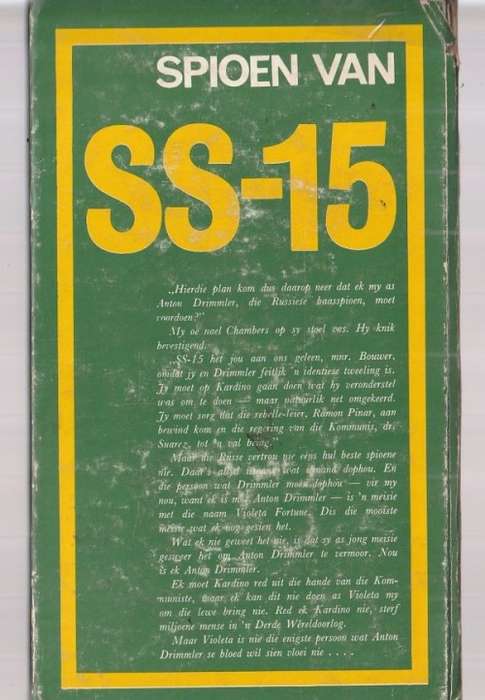 SPIOEN VAN
SS-15
„Hierdie plan kom dus daarop neer dat ek my as
Anton Drimmler, die Russiese baasspioen, moet
voordoen?”
My oë nael Chambers op sy stoel vas. Hy knik
bevestigend.
„SS-15 het jou aan ons geleen, mnr. Bouwer,
omdat jy en Drimmler feitlik 'n identiese tweeling is.
Jy moet op Kardino gaan doen wat hy veronderstel
was om te doen — maar natuurlik net omgekeerd.
Jy moet sorg dat die rebelle-leier, Ramon Pinar, aan
bewind kom en die regering van die Kommunis, dr.
Suarez, tot 'n val bring.”
Maar die Russe vertrou nie eens hul beste spioene
nie. Daar's altyd iemand wat iemand dophou. En
die persoon wat Drimmler moet dophou — vir my
nou, want ek is mos Anton Drimmler — is 'n meisie
met die naam Violeta Fortune. Dis die mooiste
meisie wat ek nog gesien het.
Wat ek nie geweet het nie, is dat sy as jong meisie
gesweer het om Anton Drimmler te vermoor. Nou
is ek Anton Drimmler.
Ek moet Kardino red uit die hande van die Kom-
muniste, maar ek kan dit nie doen as Violeta my
om die lewe bring nie. Red ek Kardino nie, sterf
miljoene mense in 'n Derde Wêreldoorlog.
Maar Violeta is nie die enigste persoon wat Anton
Drimmler se bloed wil sien vloei nie . . . .